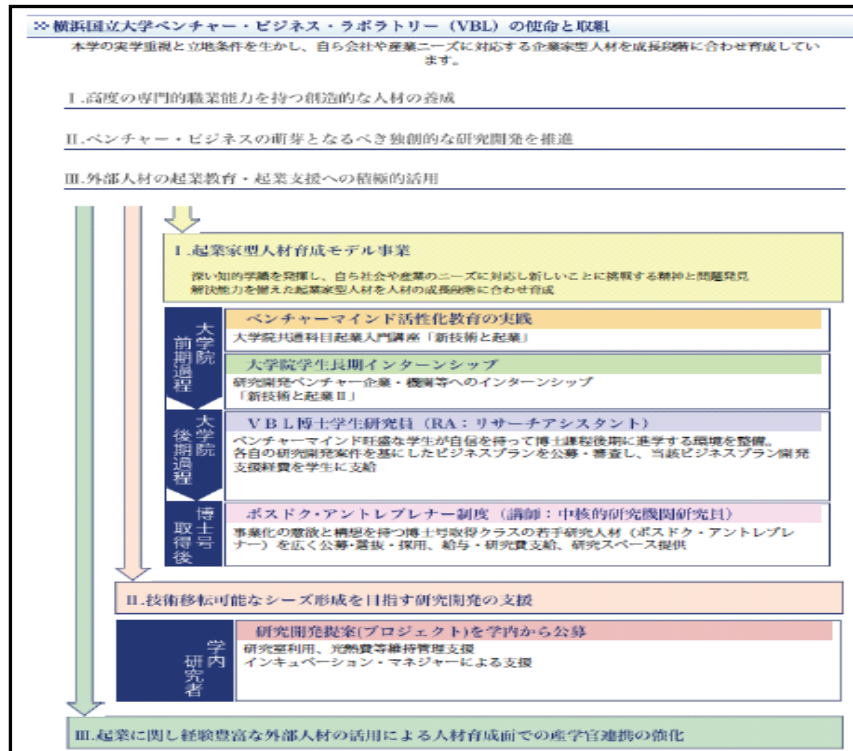 横浜国立大学ベンチャー・ビジネス・ラボラトリー（VBL）の使命と取組
本学の実学重視と立地条件を生かし、自ら会社や産業ニーズに対応する企業家型人材を成長段階に合わせ育成してい
ます。
Ⅰ.高度の専門的職業能力を持つ創造的な人材の養成
Ⅱ.ベンチャー・ビジネスの萌芽となるべき独創的な研究開発を推進
Ⅲ.外部人材の起業教育・起業支援への積極的活用
Ⅰ.起業家型人材育成モデル事業
深い知的学識を発揮し、自ら社会や産業のニーズに対応し新しいことに挑戦する精神と問題発見
解決能力を備えた起業家型人材を人材の成長段階に合わせ育成
大学院
前期過程
ベンチャーマインド活性化教育の実践
大学院共通科目起業入門講座「新技術と起業」
大学院学生長期インターンシップ
研究開発ベンチャー企業・機関等へのインターンシップ
「新技術と起業Ⅱ」
大学院
後期過程
ＶＢＬ博士学生研究員（RA：リサーチアシスタント）
ベンチャーマインド旺盛な学生が自信を持って博士課程後期に進学する環境を整備。
各自の研究開発案件を基にしたビジネスプランを公募・審査し、当該ビジネスプラン開発
支援経費を学生に支給
博士号
取得後
ポスドク・アントレプレナー制度（講師：中核的研究機関研究員）
事業化の意欲と構想を持つ博士号取得クラスの若手研究人材（ポスドク・アントレプレ
ナー）を広く公募・選抜・採用、給与・研究費支給、研究スペース提供
Ⅱ.技術移転可能なシーズ形成を目指す研究開発の支援
学内
研究者
研究開発提案(プロジェクト)を学内から公募
研究室利用、光熱費等維持管理支援
インキュベーション・マネジャーによる支援
Ⅲ.起業に関し経験豊富な外部人材の活用による人材育成面での産学官連携の強化